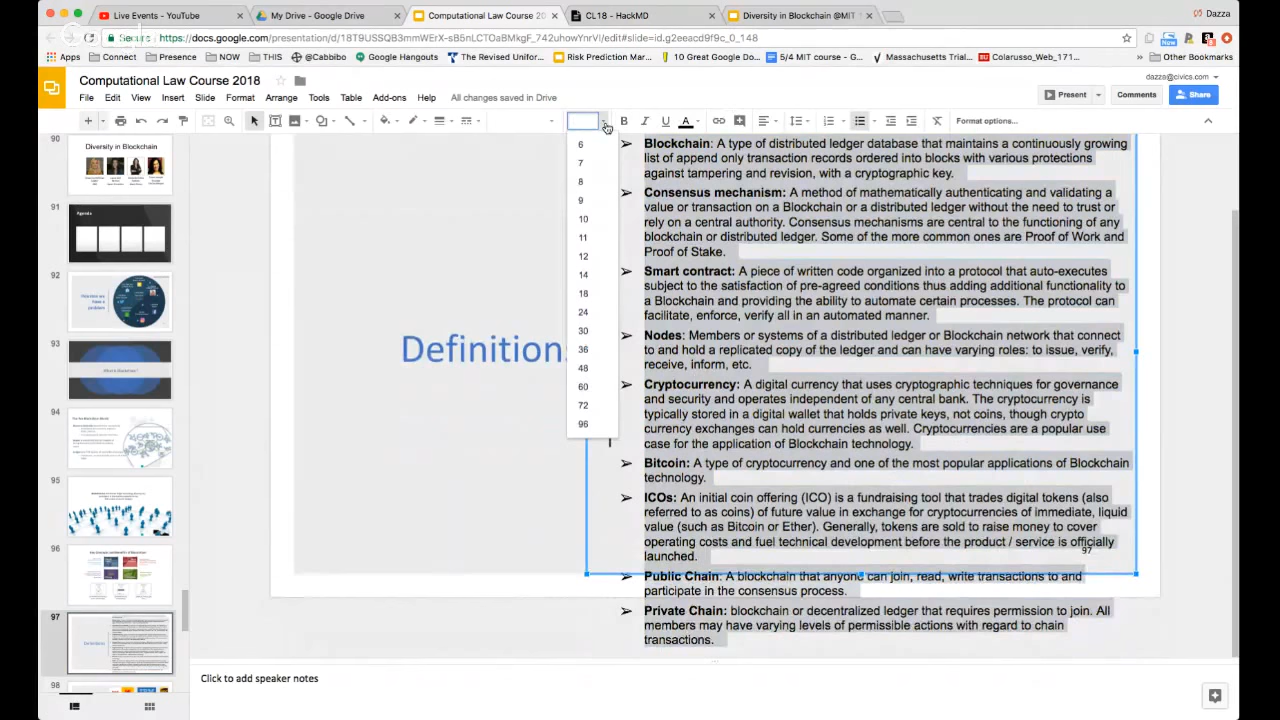 Live Events - YouTube
My Drive - Google Drive
Computational Law Course 20
CL18 - HackMD
Diversity in Blockchain @MIT
Dazza
Secure
https://docs.google.com/presentation/d/18T9USSQB3mmWErX-sB5nLCTOaBMkgF_742uhowYnrVI/edit#slide=id.g2eeacd9f9c_0_148
Apps
Connect
Presence
NOW
THIS
@Cabbibo
Google Hangouts
The Revised Uniform
Risk Prediction Mar
10 Great Google Do
5/4 MIT course - G
Massachusetts Trial
Colarusso_Web_171
Other Bookmarks
Computational Law Course 2018
dazza@civics.com
File Edit View Insert Slide Format Arrange Tools Table Add-ons Help All changes saved in Drive
Present
Comments
Share
B I U A
Format options...
6
7
8
9
10
11
12
14
18
24
30
36
48
60
72
96
90
Diversity in Blockchain
91
Agenda
92
93
94
95
96
97
Definitions
98
Definition
➢ Blockchain: A type of distributed ledger database that maintains a continuously growing
list of append only transactions ordered into blocks with various protections
against tampering
key.
➢ Consensus mechanism: A method of mathematically authenticating and validating a
value or transaction on a Blockchain or a distributed ledger without the need to trust or
rely on a central authority. Consensus mechanisms are central to the functioning of any
blockchain or distributed ledger. Some of the more common ones are Proof of Work and
Proof of Stake.
➢ Smart contract: A piece of written code organized into a protocol that auto-executes
subject to the satisfaction of
conditions thus adding additional functionality to
a Blockchain and providing the ability to automate certain processes. The protocol can
facilitate, enforce, verify all in an automated manner.
➢ Nodes: Members or systems of a distributed ledger or Blockchain network that connect
to and hold a replicated copy of the ledger and can have varying roles: to issue, verify,
receive, inform, etc.
➢ Cryptocurrency: A digital currency that uses cryptographic techniques for governance
and security and operates independent of any central bank. The cryptocurrency is
typically stored in a digital wallet that holds private keys to coins, though crypto
currency exchanges can hold private keys as well. Cryptocurrencies are a popular use
case for the application of Blockchain technology.
➢ Bitcoin: A type of cryptocurrency and one of the most popular applications of Blockchain
technology.
➢ ICOs: An initial coin offering (ICO) is a fundraising tool that trades digital tokens (also
referred to as coins) of future value in exchange for cryptocurrencies of immediate, liquid
value (such as Bitcoin or Ether). Generally, tokens are sold to raise money to cover
operating costs and fuel technical development before the product / service is officially
launched.
97
➢ Public Chain: A blockchain that anyone can join, read, write transactions to and
participate in the consensus process.
➢ Private Chain: blockchain or decentralized ledger that requires permission to join. All
members may have varying levels of permissible actions with respect to chain
transactions.
Click to add speaker notes